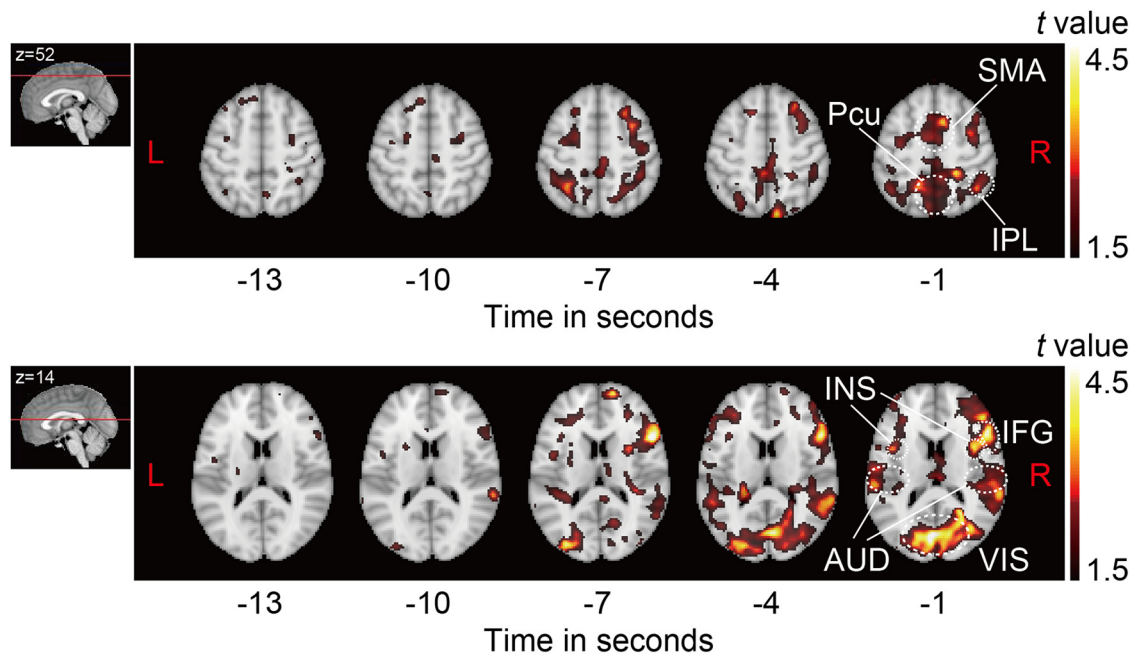 t value
z=52
4.5
SMA
Pcu
L
R
IPL
1.5
-13 -10 -7 -4 -1
Time in seconds
t value
z=14
4.5
INS
IFG
L
R
AUD
VIS
1.5
-13 -10 -7 -4 -1
Time in seconds